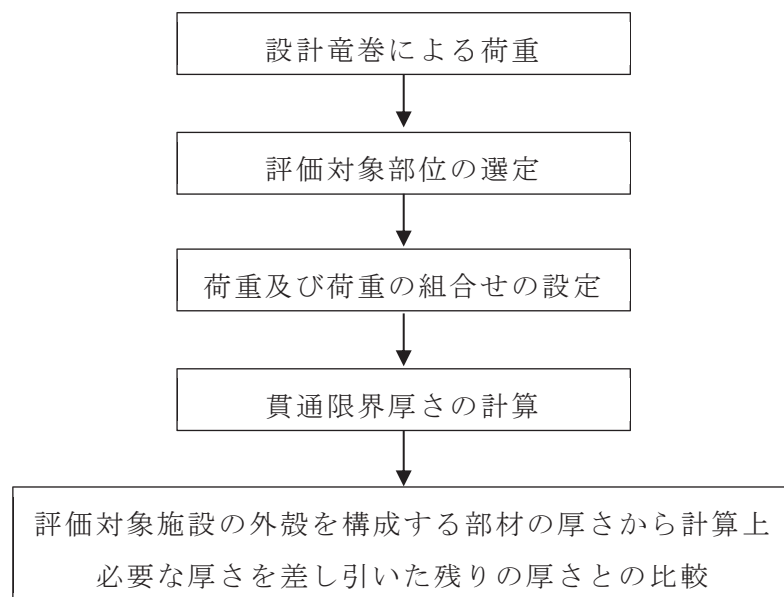 設計竜巻による荷重
評価対象部位の選定
荷重及び荷重の組合せの設定
貫通限界厚さの計算
評価対象施設の外殻を構成する部材の厚さから計算上
必要な厚さを差し引いた残りの厚さとの比較